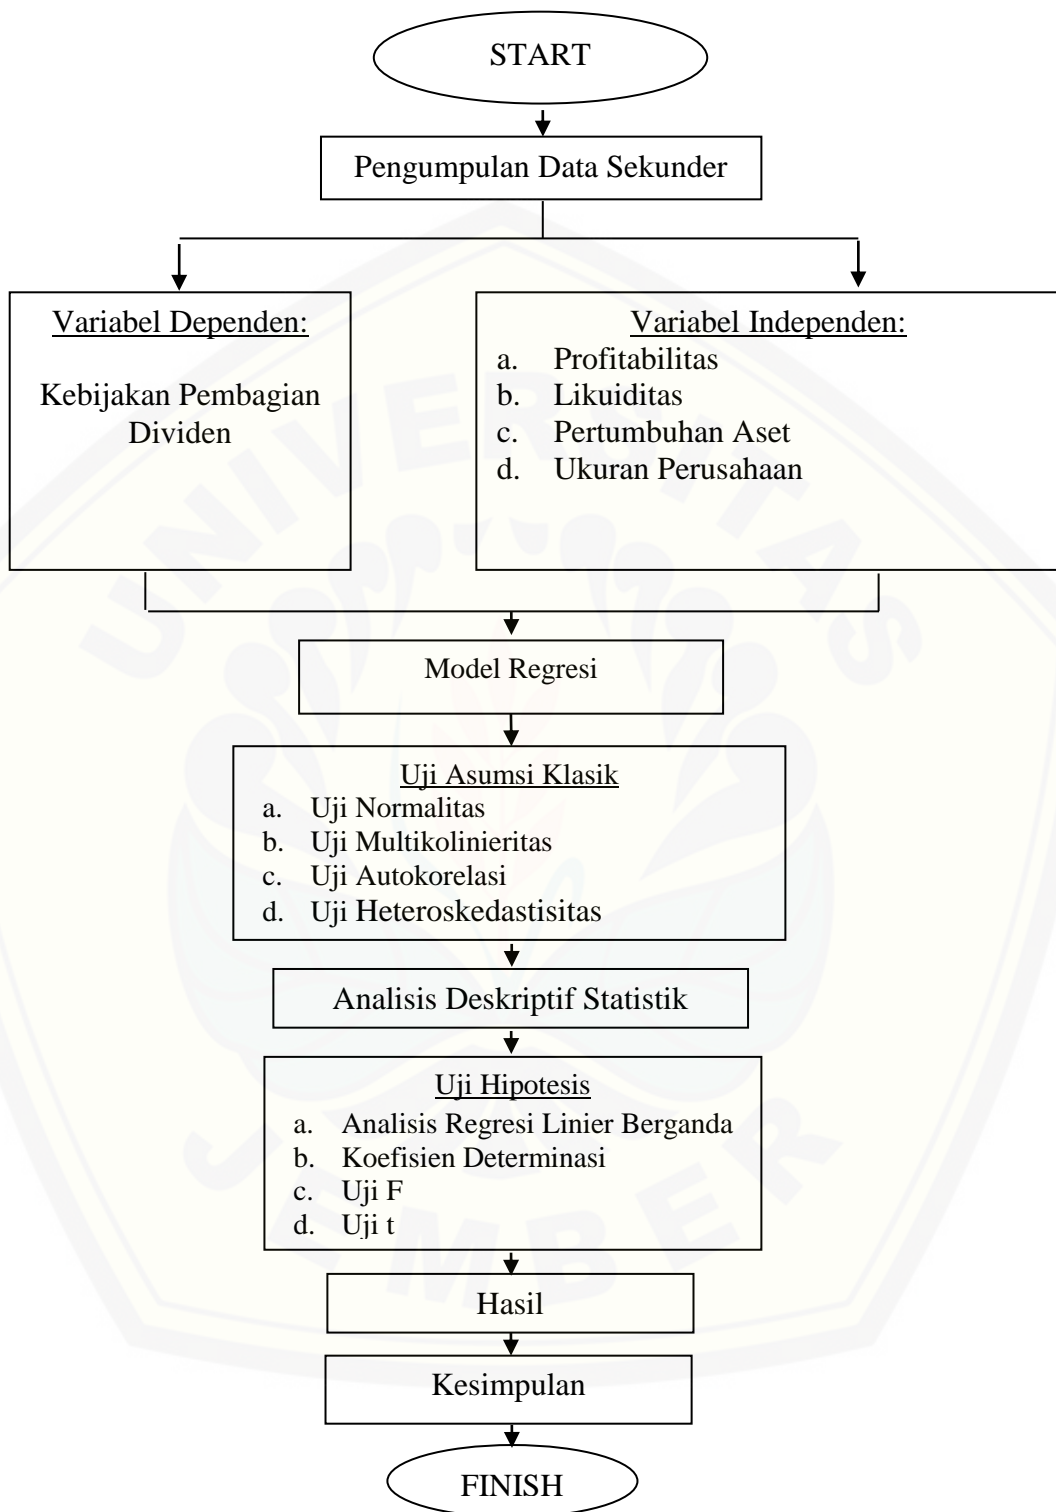 START
Pengumpulan Data Sekunder
Variabel Dependen:
Kebijakan Pembagian
Dividen
Variabel Independen:
a. Profitabilitas
b. Likuiditas
c. Pertumbuhan Aset
d. Ukuran Perusahaan
Model Regresi
Uji Asumsi Klasik
a. Uji Normalitas
b. Uji Multikolinieritas
c. Uji Autokorelasi
d. Uji Heteroskedastisitas
Analisis Deskriptif Statistik
Uji Hipotesis
a. Analisis Regresi Linier Berganda
b. Koefisien Determinasi
c. Uji F
d. Uji t
Hasil
Kesimpulan
FINISH
UNIVERSITAS
JEMBER